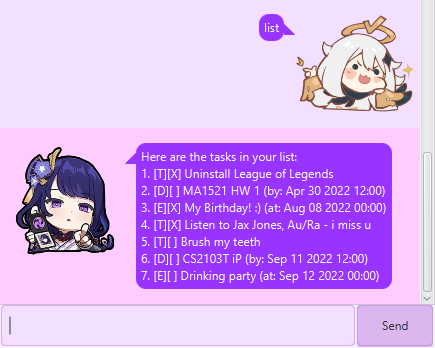 list
Here are the tasks in your list:
1. [T][X] Uninstall League of Legends
2. [D][ ] MA1521 HW 1 (by: Apr 30 2022 12:00)
3. [E][X] My Birthday! :) (at: Aug 08 2022 00:00)
4. [T][X] Listen to Jax Jones, Au/Ra - i miss u
5. [T][ ] Brush my teeth
6. [D][ ] CS2103T iP (by: Sep 11 2022 12:00)
7. [E][ ] Drinking party (at: Sep 12 2022 00:00)
Send